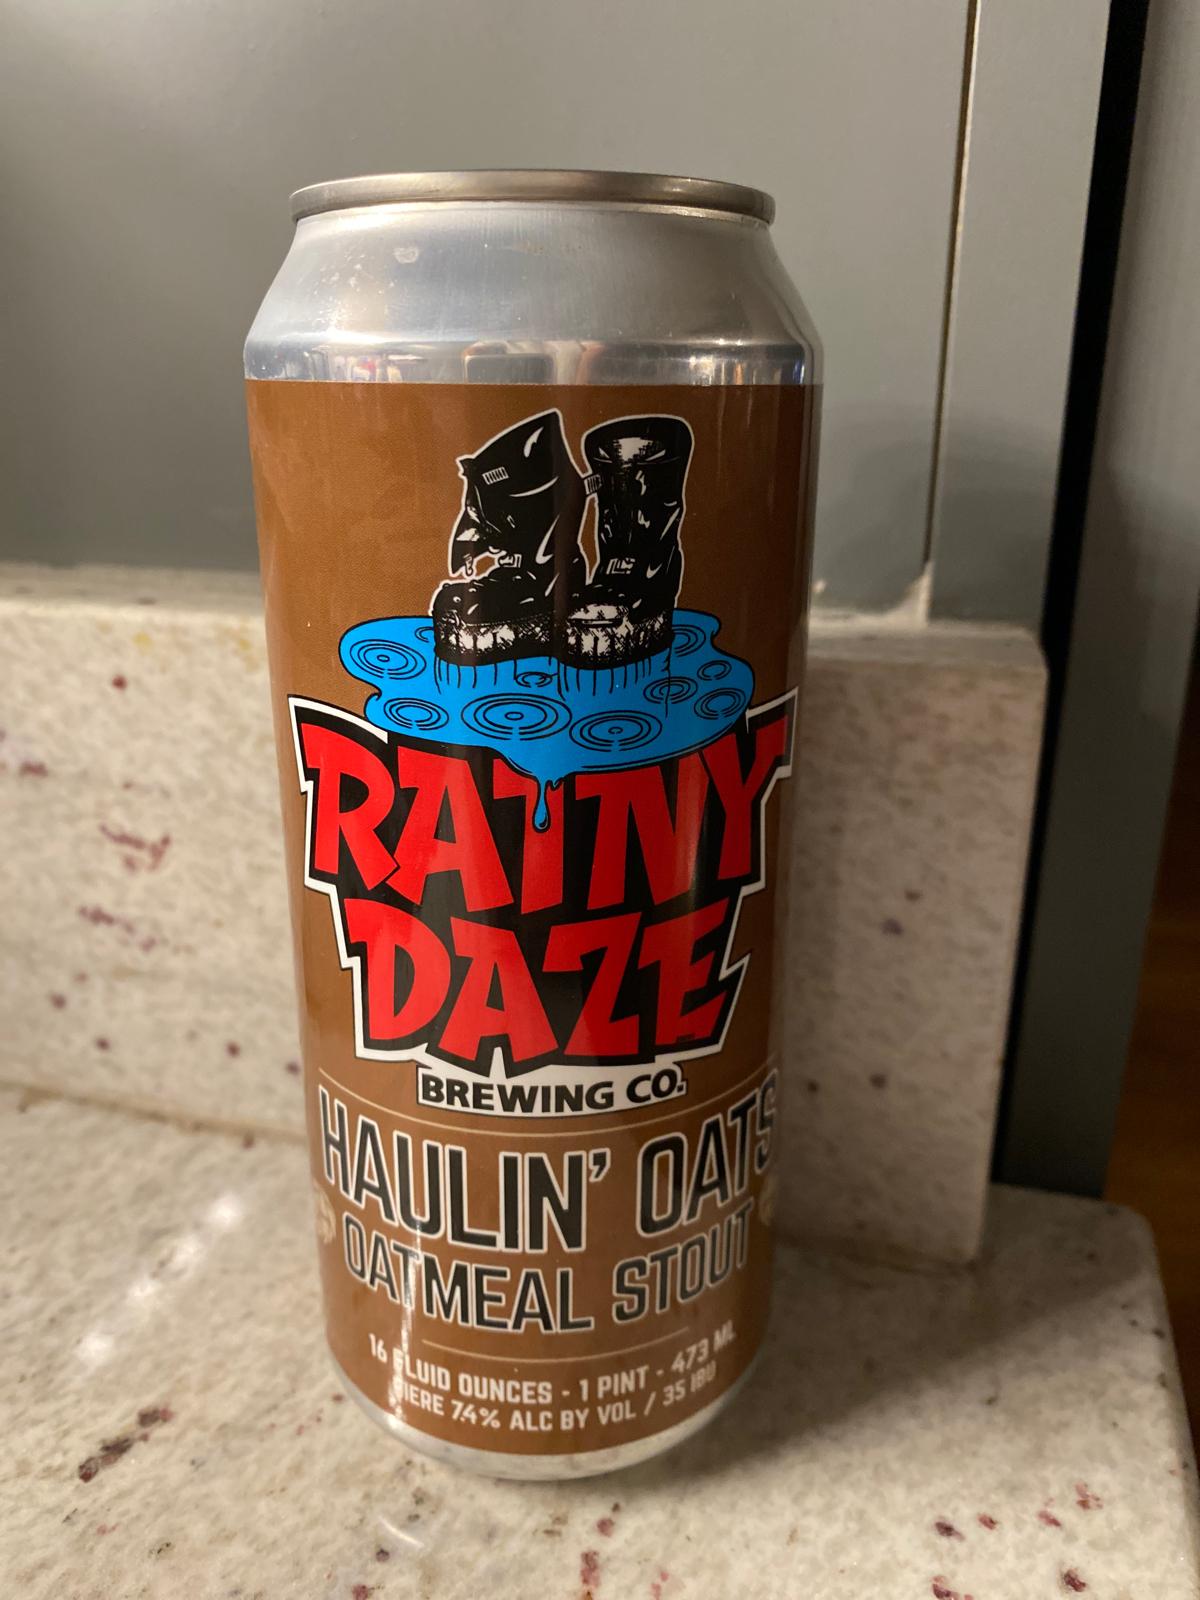 RAINY
DAZE
BREWING CO.
HAULIN' OATS
OATMEAL STOUT
16 FLUID OUNCES - 1 PINT - 473 ML
BIERE 7.4% ALC BY VOL / 35 IBU